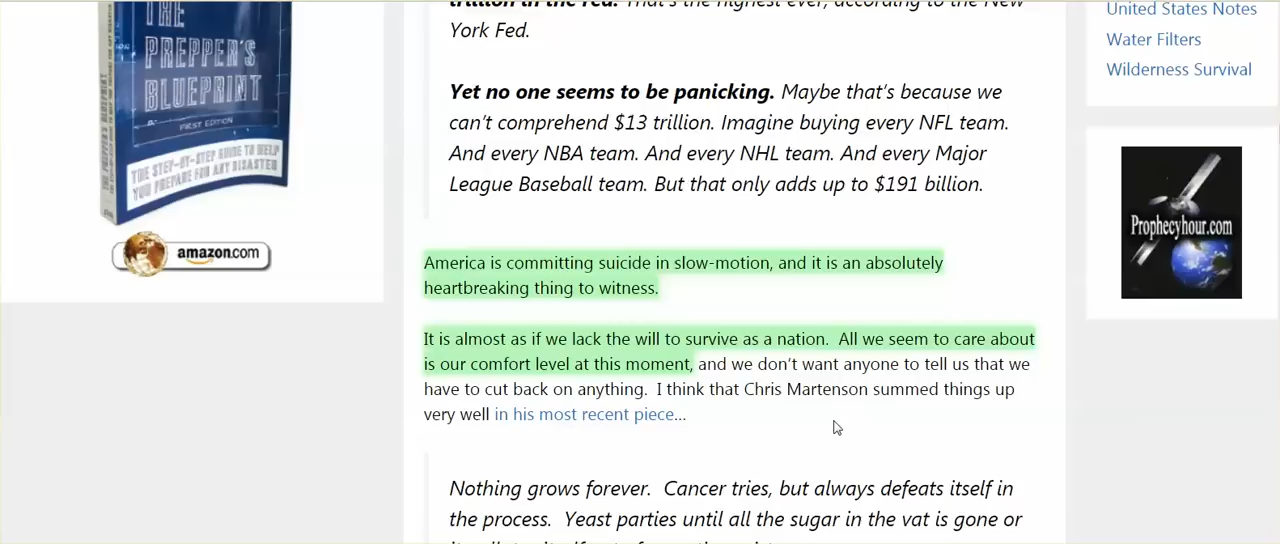 THE
PREPPER'S
BLUEPRINT
FIRST EDITION
THE STEP-BY-STEP GUIDE TO HELP
YOU PREPARE FOR ANY DISASTER
amazon.com
trillion in the red. That's the highest ever, according to the New
York Fed.
Yet no one seems to be panicking. Maybe that's because we
can't comprehend $13 trillion. Imagine buying every NFL team.
And every NBA team. And every NHL team. And every Major
League Baseball team. But that only adds up to $191 billion.
America is committing suicide in slow-motion, and it is an absolutely
heartbreaking thing to witness.
It is almost as if we lack the will to survive as a nation.  All we seem to care about
is our comfort level at this moment, and we don't want anyone to tell us that we
have to cut back on anything.  I think that Chris Martenson summed things up
very well in his most recent piece…
Nothing grows forever.  Cancer tries, but always defeats itself in
the process.  Yeast parties until all the sugar in the vat is gone or
United States Notes
Water Filters
Wilderness Survival
Prophecyhour.com